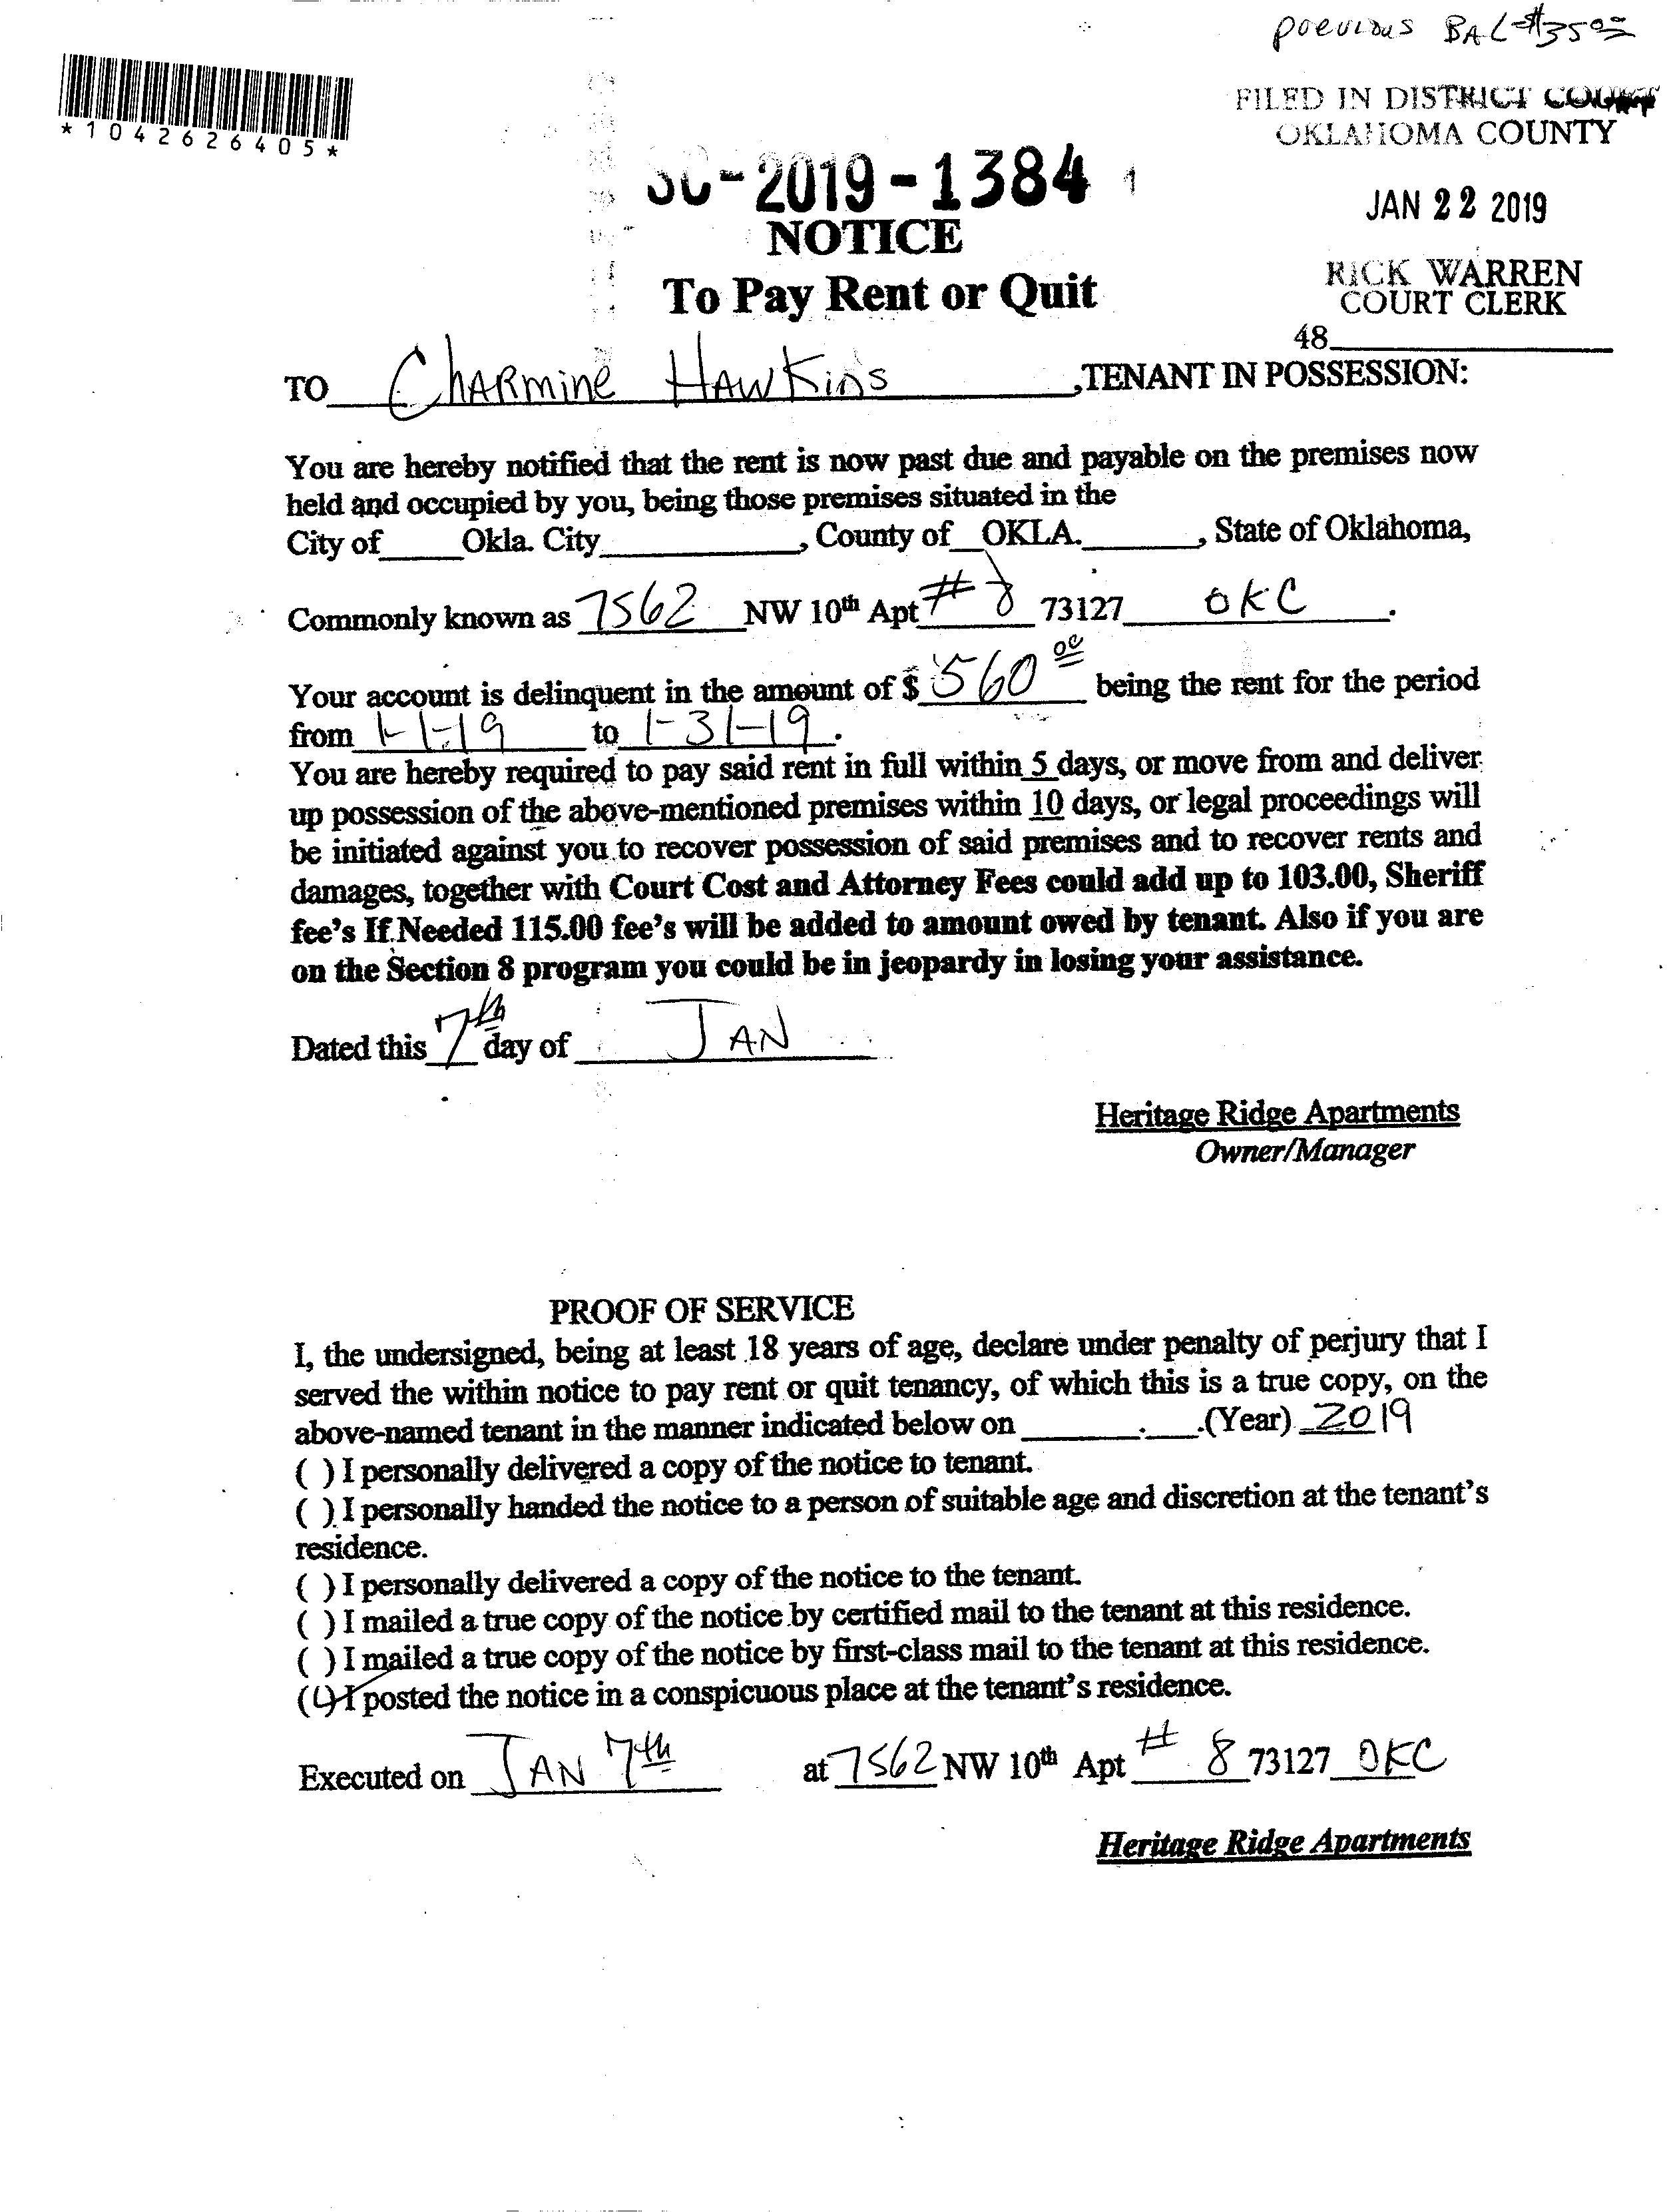 previous BAL $35.00
*1042626405*
FILED IN DISTRICT COURT
OKLAHOMA COUNTY
SC-2019-1384 1
JAN 22 2019
NOTICE
To Pay Rent or Quit
RICK WARREN
COURT CLERK
48
TO CHARMINE HAWKINS ,TENANT IN POSSESSION:
You are hereby notified that the rent is now past due and payable on the premises now
held and occupied by you, being those premises situated in the
City of Okla. City, County of OKLA., State of Oklahoma,
Commonly known as 7562 NW 10th Apt #8 73127 OKC.
Your account is delinquent in the amount of $ 560 00 being the rent for the period
from 1-1-19 to 1-31-19.
You are hereby required to pay said rent in full within 5 days, or move from and deliver
up possession of the above-mentioned premises within 10 days, or legal proceedings will
be initiated against you to recover possession of said premises and to recover rents and
damages, together with Court Cost and Attorney Fees could add up to 103.00, Sheriff
fee's If Needed 115.00 fee's will be added to amount owed by tenant. Also if you are
on the Section 8 program you could be in jeopardy in losing your assistance.
Dated this 7th day of JAN
Heritage Ridge Apartments
Owner/Manager
PROOF OF SERVICE
I, the undersigned, being at least 18 years of age, declare under penalty of perjury that I
served the within notice to pay rent or quit tenancy, of which this is a true copy, on the
above-named tenant in the manner indicated below on ______.___.(Year) 2019
( ) I personally delivered a copy of the notice to tenant.
( ) I personally handed the notice to a person of suitable age and discretion at the tenant's
residence.
( ) I personally delivered a copy of the notice to the tenant.
( ) I mailed a true copy of the notice by certified mail to the tenant at this residence.
( ) I mailed a true copy of the notice by first-class mail to the tenant at this residence.
(✓) I posted the notice in a conspicuous place at the tenant's residence.
Executed on JAN 7th at 7562 NW 10th Apt # 8 73127 OKC
Heritage Ridge Apartments